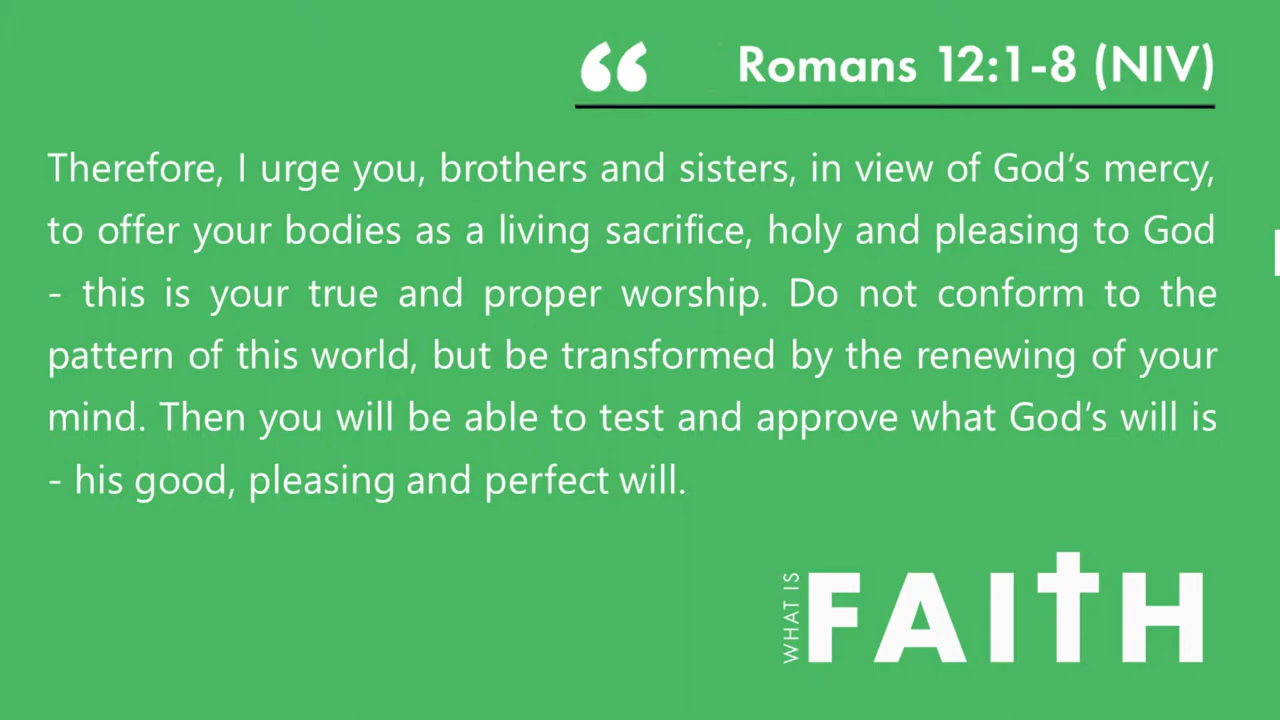 “ Romans 12:1-8 (NIV)
Therefore, I urge you, brothers and sisters, in view of God’s mercy,
to offer your bodies as a living sacrifice, holy and pleasing to God
- this is your true and proper worship. Do not conform to the
pattern of this world, but be transformed by the renewing of your
mind. Then you will be able to test and approve what God’s will is
- his good, pleasing and perfect will.
WHAT IS
FAITH